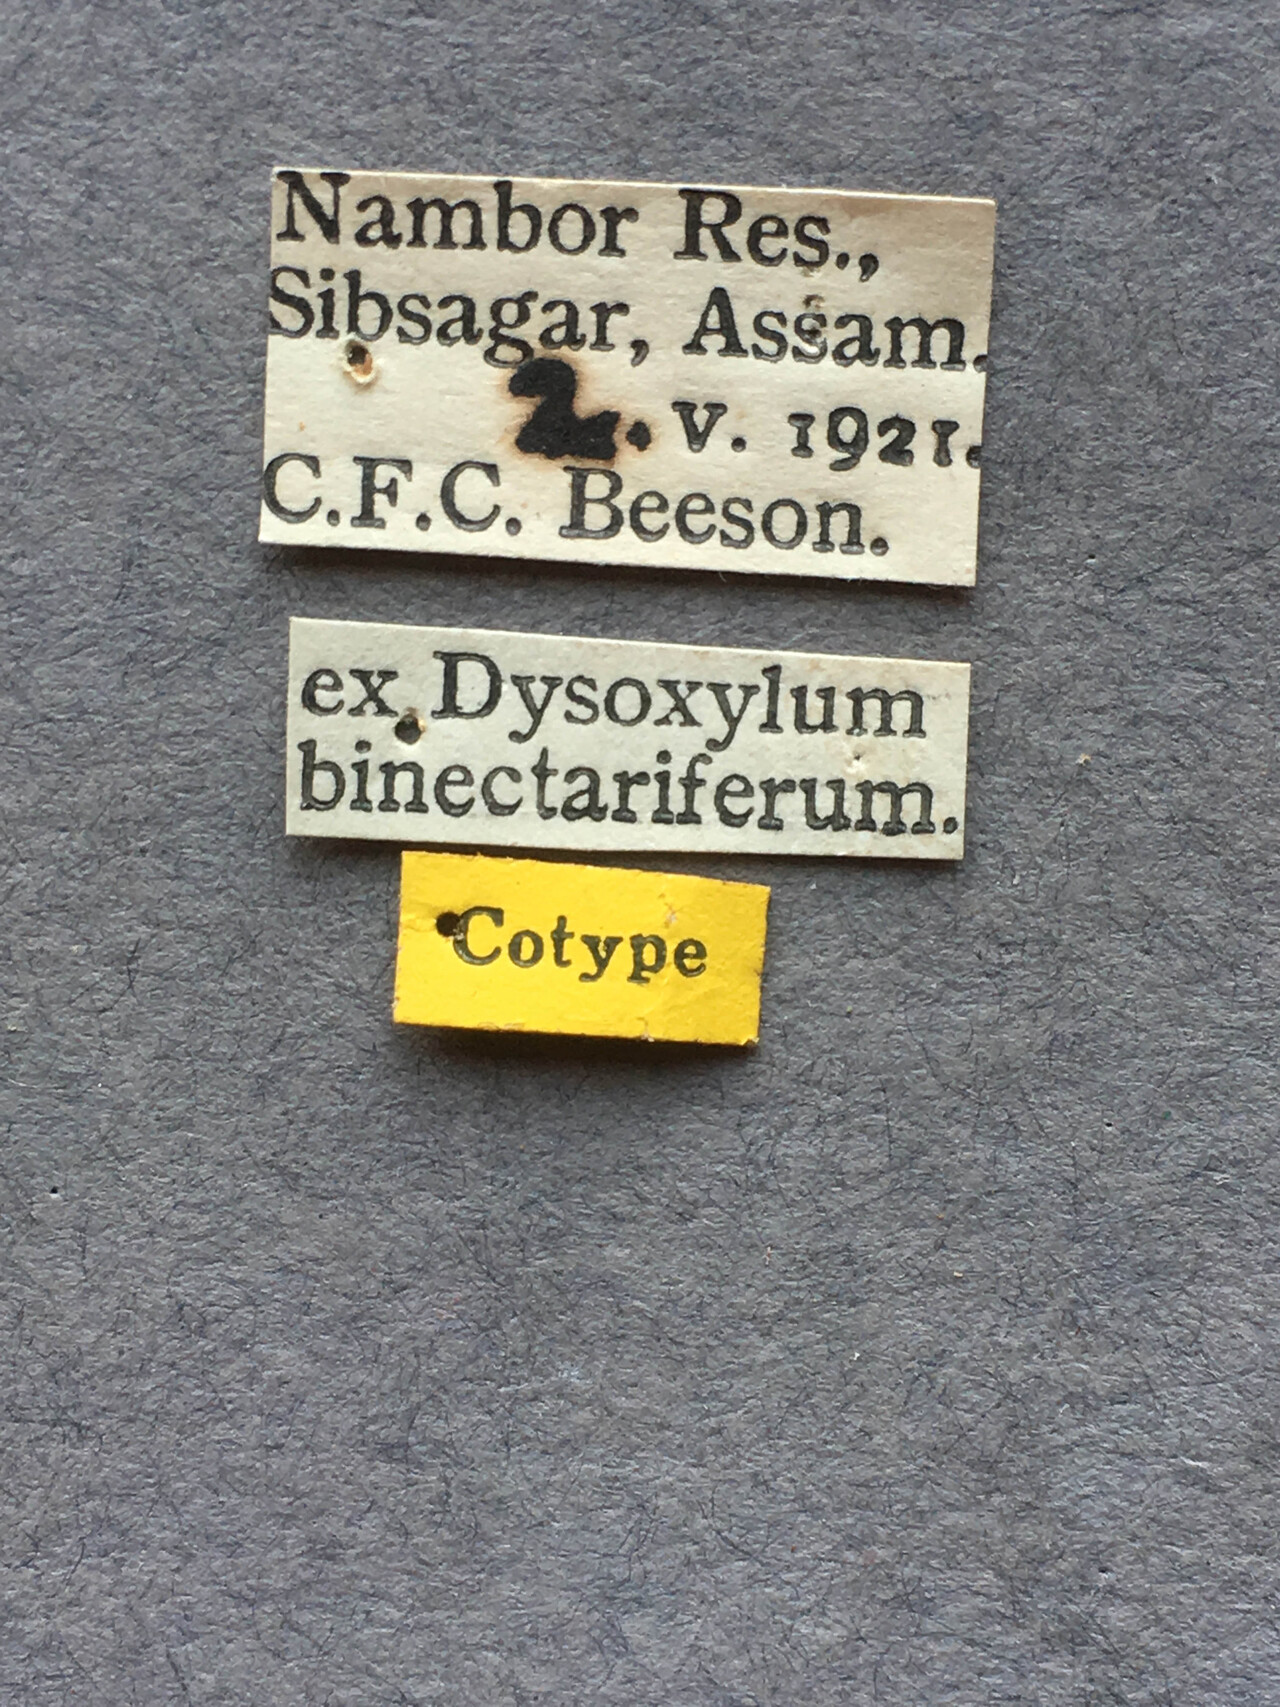 Nambor Res.,
Sibsagar, Assam.
2. v. 1921.
C.F.C. Beeson.
ex Dysoxylum
binectariferum.
Cotype